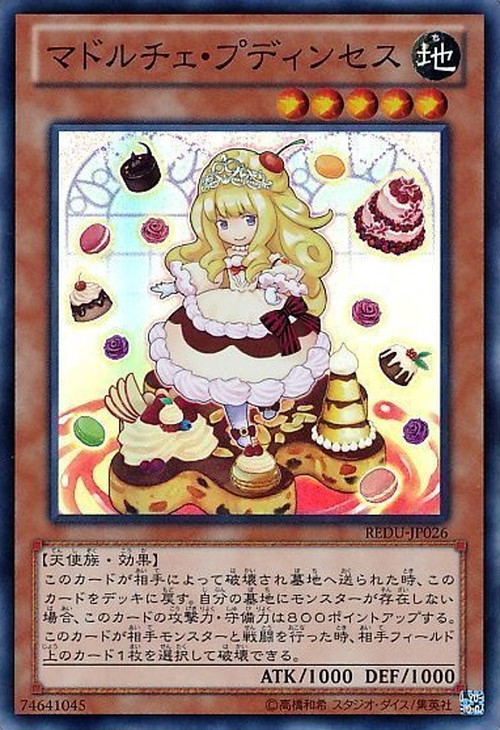 マドルチェ・プディンセス
地
REDU-JP026
【天使族・効果】
このカードが相手によって破壊され墓地へ送られた時、この
カードをデッキに戻す。自分の墓地にモンスターが存在しない
場合、このカードの攻撃力・守備力は８００ポイントアップする。
このカードが相手モンスターと戦闘を行った時、相手フィールド
上のカード１枚を選択して破壊できる。
ATK/1000 DEF/1000
74641045 ©高橋和希 スタジオ・ダイス/集英社